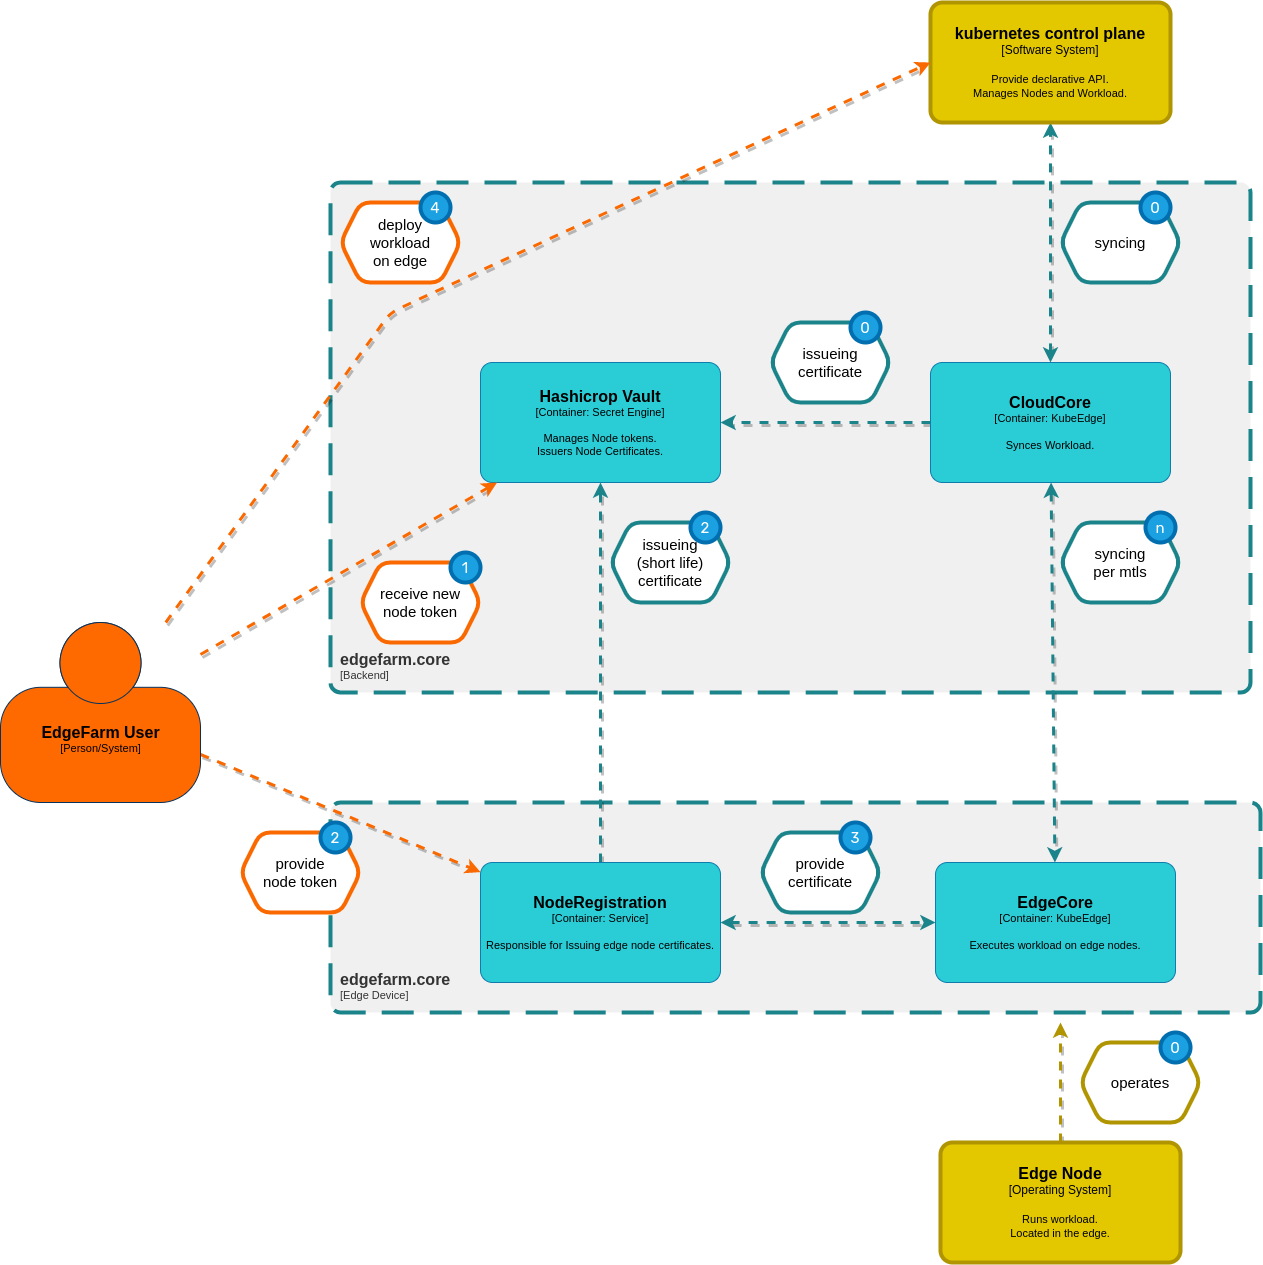 kubernetes control plane
[Software System]
Provide declarative API.
Manages Nodes and Workload.
4
deploy
workload
on edge
0
syncing
0
issueing
certificate
Hashicrop Vault
[Container: Secret Engine]
Manages Node tokens.
Issuers Node Certificates.
CloudCore
[Container: KubeEdge]
Synces Workload.
2
issueing
(short life)
certificate
n
syncing
per mtls
1
receive new
node token
edgefarm.core
[Backend]
EdgeFarm User
[Person/System]
2
provide
node token
3
provide
certificate
NodeRegistration
[Container: Service]
Responsible for Issuing edge node certificates.
EdgeCore
[Container: KubeEdge]
Executes workload on edge nodes.
edgefarm.core
[Edge Device]
0
operates
Edge Node
[Operating System]
Runs workload.
Located in the edge.